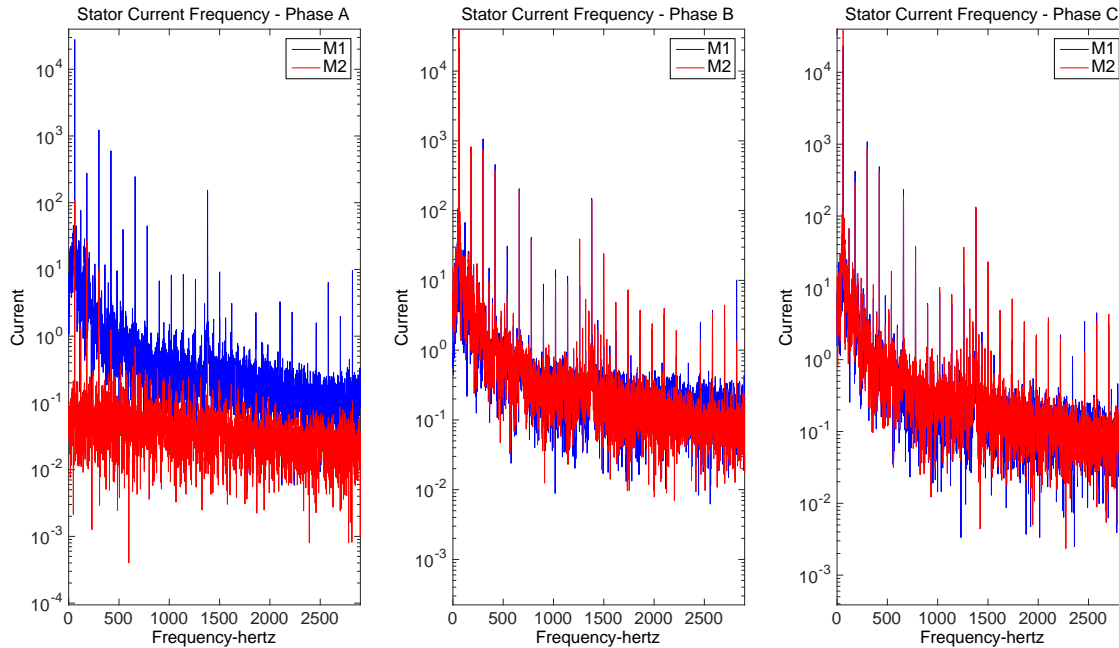 Stator Current Frequency - Phase A
M1
M2
Current
10^4
10^3
10^2
10^1
10^0
10^-1
10^-2
10^-3
10^-4
0 500 1000 1500 2000 2500
Frequency-hertz
Stator Current Frequency - Phase B
M1
M2
Current
10^4
10^3
10^2
10^1
10^0
10^-1
10^-2
10^-3
0 500 1000 1500 2000 2500
Frequency-hertz
Stator Current Frequency - Phase C
M1
M2
Current
10^4
10^3
10^2
10^1
10^0
10^-1
10^-2
10^-3
0 500 1000 1500 2000 2500
Frequency-hertz